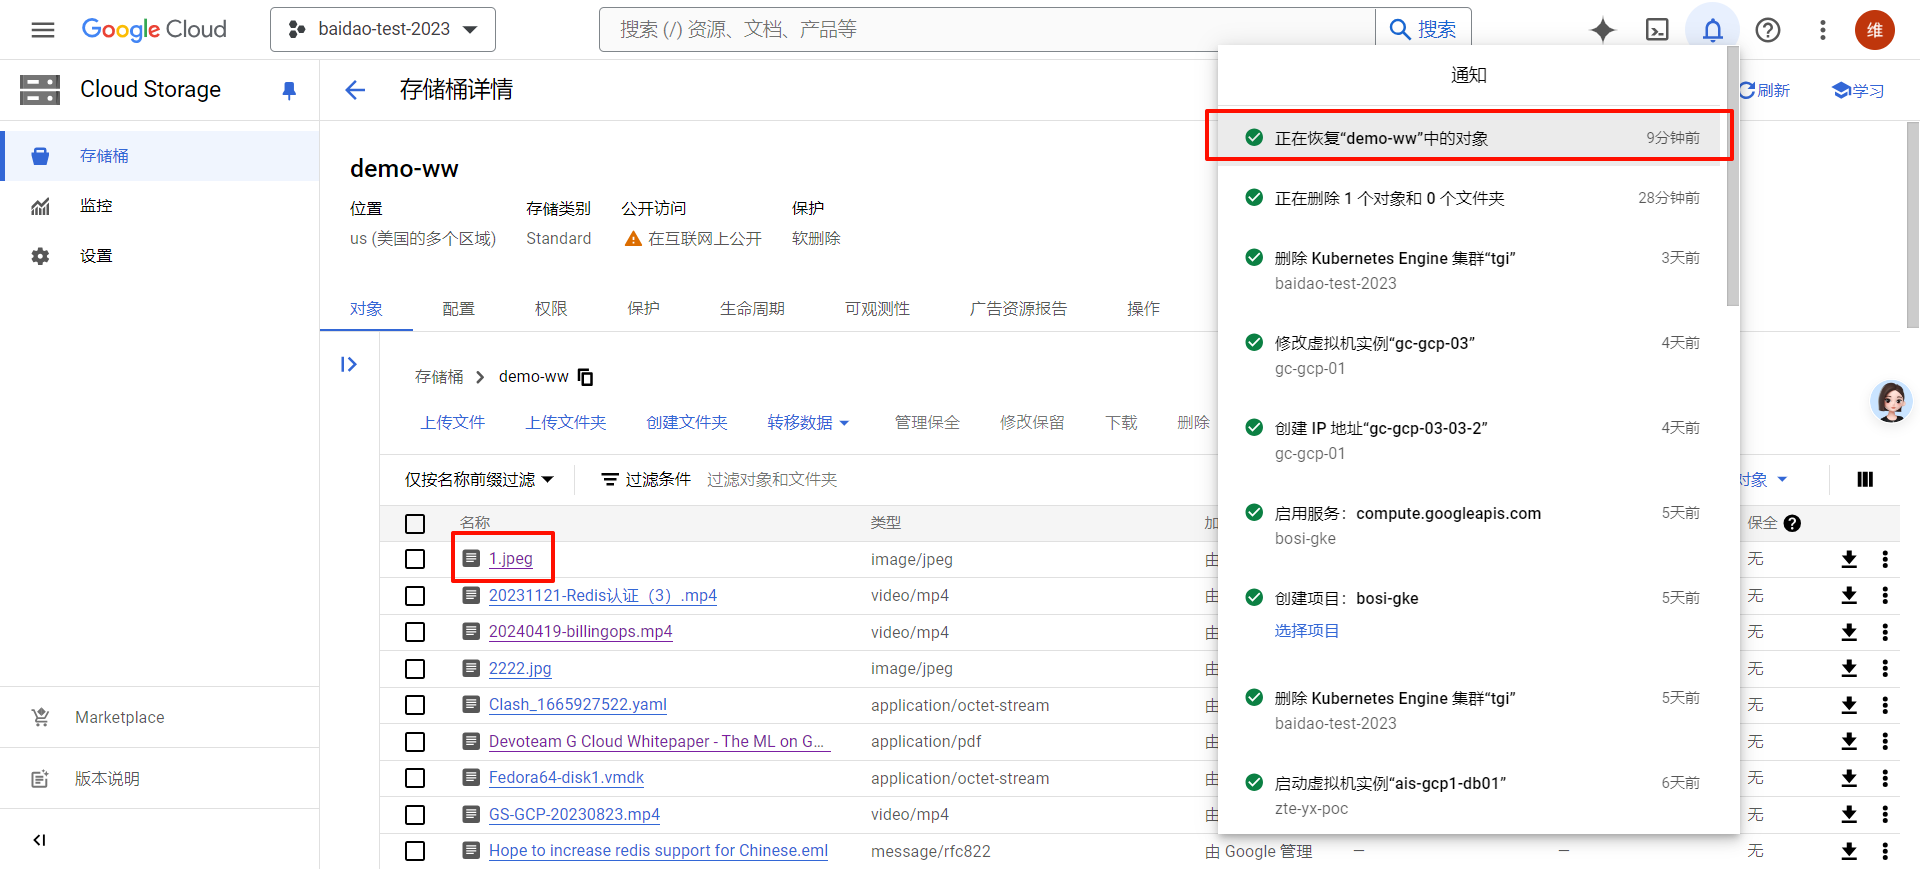 Google Cloud
baidao-test-2023
搜索 (/) 资源、文档、产品等
搜索
维
Cloud Storage
存储桶详情
刷新
学习
存储桶
监控
设置
Marketplace
版本说明
demo-ww
位置
存储类别
公开访问
保护
us (美国的多个区域)
Standard
在互联网上公开
软删除
对象
配置
权限
保护
生命周期
可观测性
广告资源报告
操作
存储桶
demo-ww
上传文件
上传文件夹
创建文件夹
转移数据
管理保全
修改保留
下载
删除
仅按名称前缀过滤
过滤条件
过滤对象和文件夹
对象
名称
类型
加
保全
1.jpeg
image/jpeg
由
无
20231121-Redis认证（3）.mp4
video/mp4
由
无
20240419-billingops.mp4
video/mp4
由
无
2222.jpg
image/jpeg
由
无
Clash_1665927522.yaml
application/octet-stream
由
无
Devoteam G Cloud Whitepaper - The ML on G...
application/pdf
由
无
Fedora64-disk1.vmdk
application/octet-stream
由
无
GS-GCP-20230823.mp4
video/mp4
由
无
Hope to increase redis support for Chinese.eml
message/rfc822
由 Google 管理
—
—
无
通知
正在恢复“demo-ww”中的对象
9分钟前
正在删除 1 个对象和 0 个文件夹
28分钟前
删除 Kubernetes Engine 集群“tgi”
3天前
baidao-test-2023
修改虚拟机实例“gc-gcp-03”
4天前
gc-gcp-01
创建 IP 地址“gc-gcp-03-03-2”
4天前
gc-gcp-01
启用服务：compute.googleapis.com
5天前
bosi-gke
创建项目：bosi-gke
5天前
选择项目
删除 Kubernetes Engine 集群“tgi”
5天前
baidao-test-2023
启动虚拟机实例“ais-gcp1-db01”
6天前
zte-yx-poc